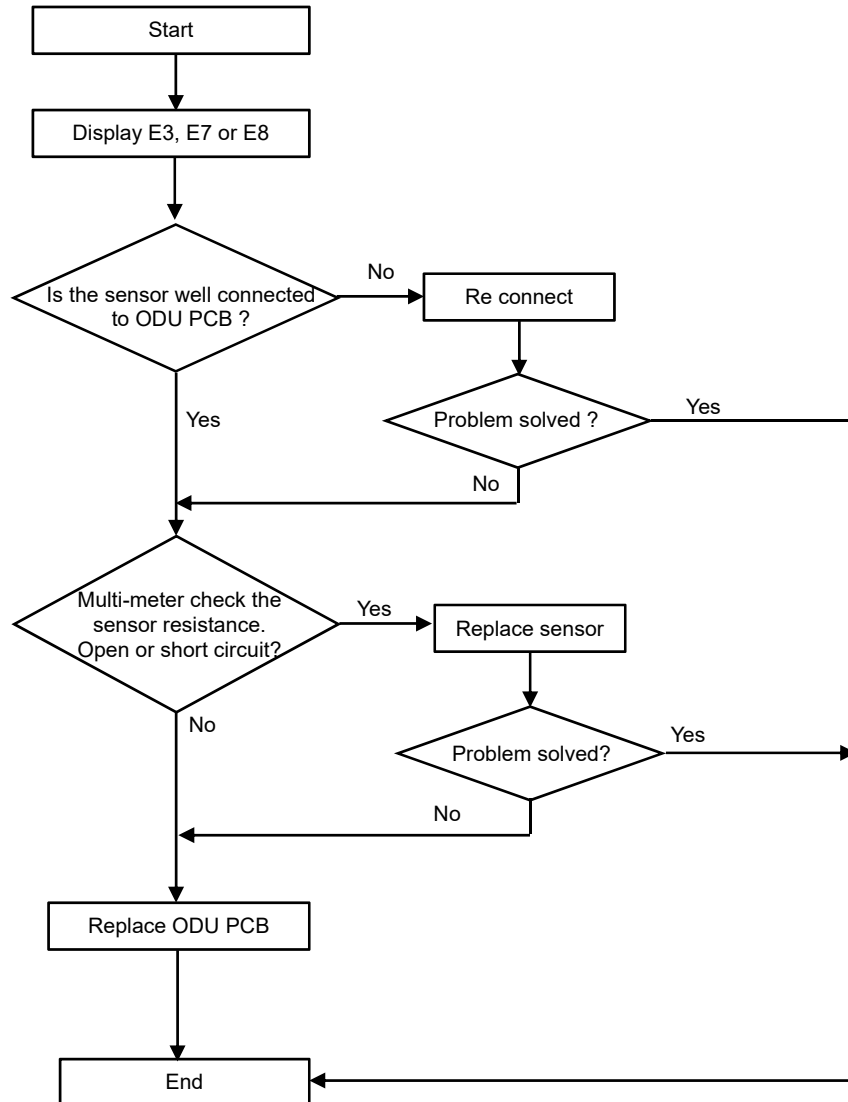 Start
Display E3, E7 or E8
Is the sensor well connected
to ODU PCB ?
No
Re connect
Yes
Problem solved ?
Yes
No
Multi-meter check the
sensor resistance.
Open or short circuit?
Yes
Replace sensor
No
Problem solved?
Yes
No
Replace ODU PCB
End